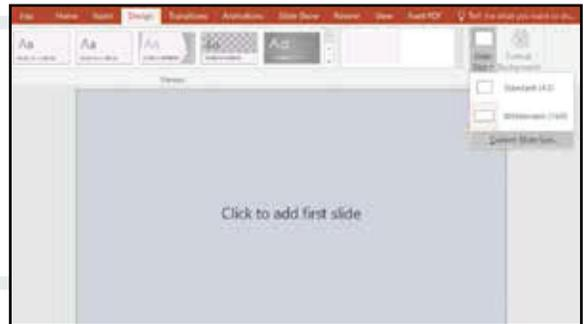 File Home Insert Design Transitions Animations Slide Show Review View Foxit PDF Tell me what you want to do...
Aa Aa Aa Aa Aa
Slide Format
Size Background
Themes
Standard (4:3)
Widescreen (16:9)
Custom Slide Size...
Click to add first slide